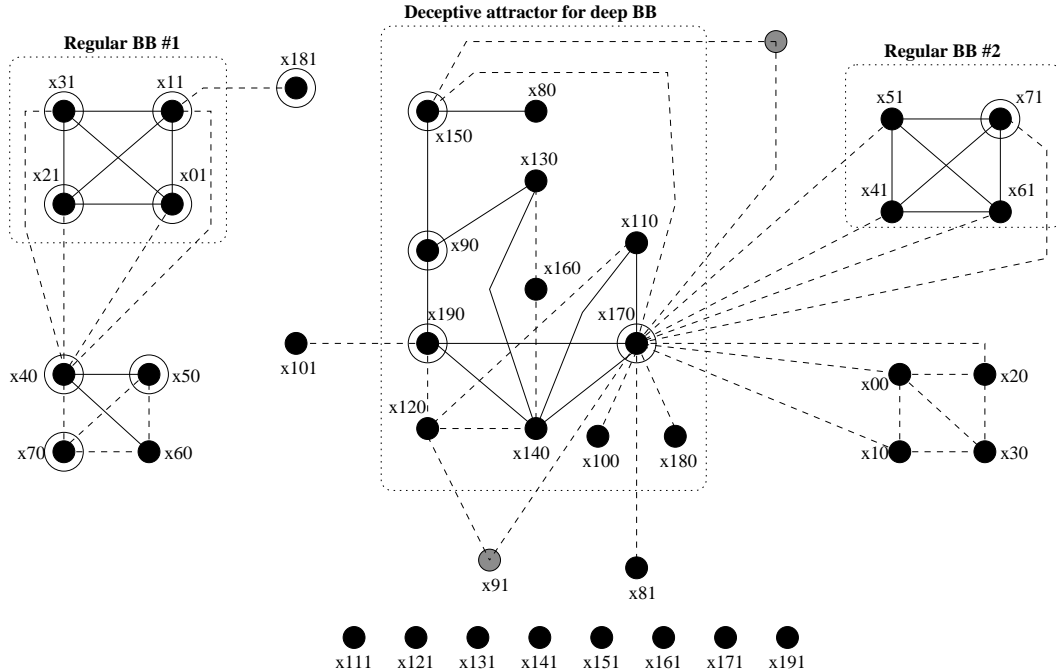 Deceptive attractor for deep BB
Regular BB #1
Regular BB #2
x181
x31
x11
x80
x51
x71
x150
x130
x21
x01
x41
x61
x110
x90
x160
x190
x170
x101
x40
x50
x00
x20
x120
x70
x60
x140
x100
x180
x10
x30
x91
x81
x111
x121
x131
x141
x151
x161
x171
x191